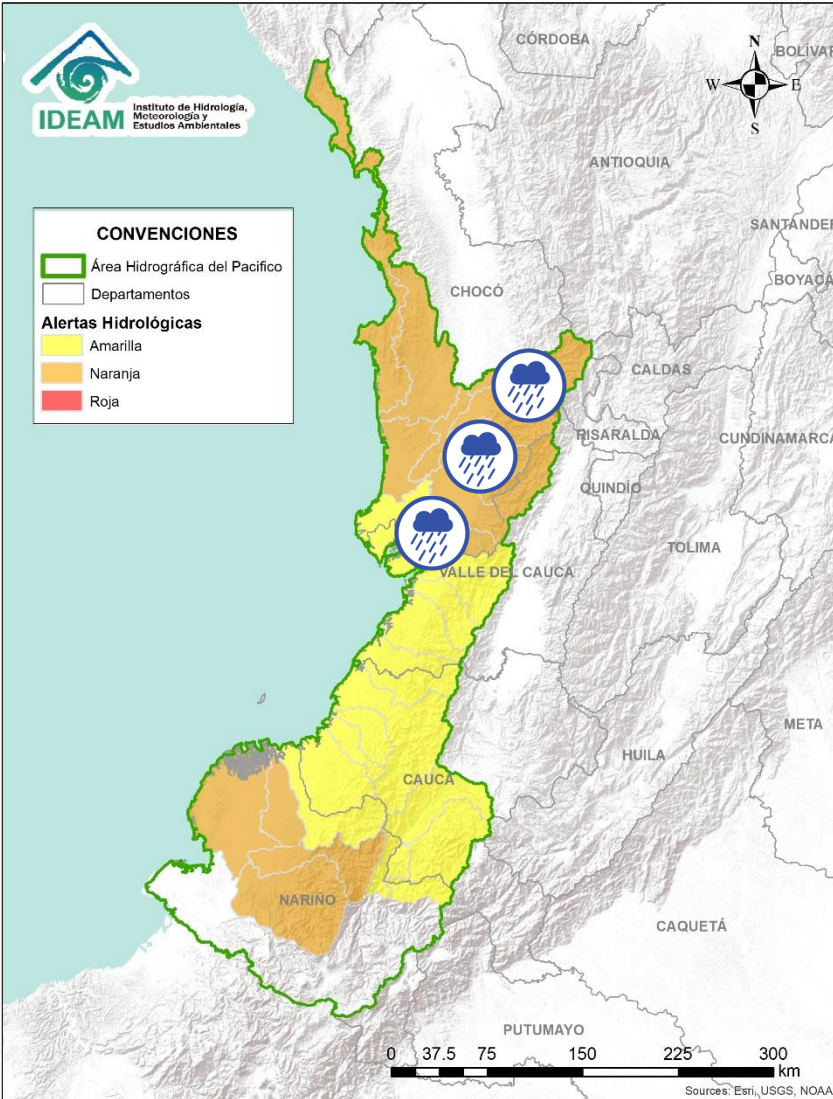 CÓRDOBA
BOLÍVAR
N
W
E
S
IDEAM
Instituto de Hidrología,
Meteorología y
Estudios Ambientales
ANTIOQUIA
SANTANDER
BOYACÁ
CONVENCIONES
Área Hidrográfica del Pacifico
Departamentos
Alertas Hidrológicas
Amarilla
Naranja
Roja
CHOCÓ
CALDAS
RISARALDA
CUNDINAMARCA
QUINDÍO
TOLIMA
VALLE DEL CAUCA
META
HUILA
CAUCA
NARIÑO
CAQUETÁ
PUTUMAYO
0 37.5 75 150 225 300
km
Sources: Esri, USGS, NOAA